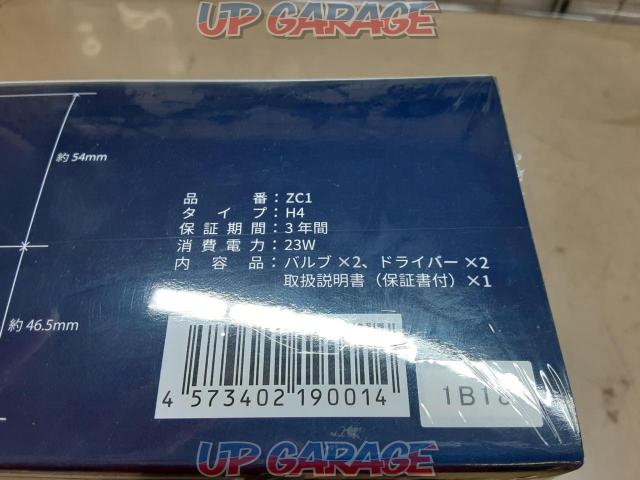 UP GARAGE
約 54mm
品番：ZC1
タイプ：H4
保証期間：3 年間
消費電力：23W
内容品：バルブ ×2、ドライバー ×2
取扱説明書（保証書付）×1
約 46.5mm
4 573402 190014
1B18
UP GARAGE